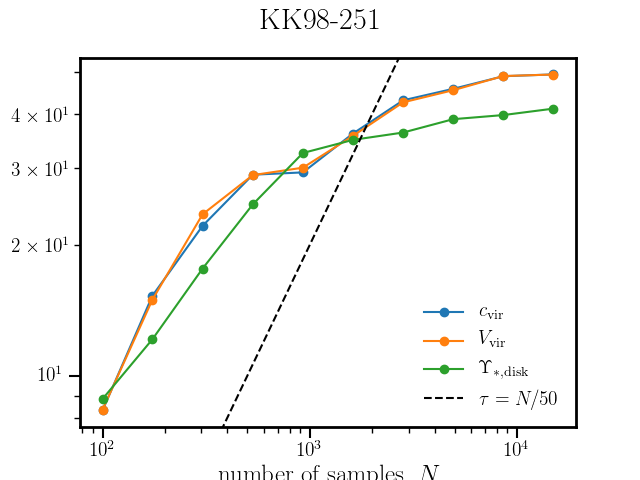 KK98-251
4 × 10¹
3 × 10¹
2 × 10¹
10¹
c_vir
V_vir
Υ_*,disk
τ = N/50
10² 10³ 10⁴
number of samples, N